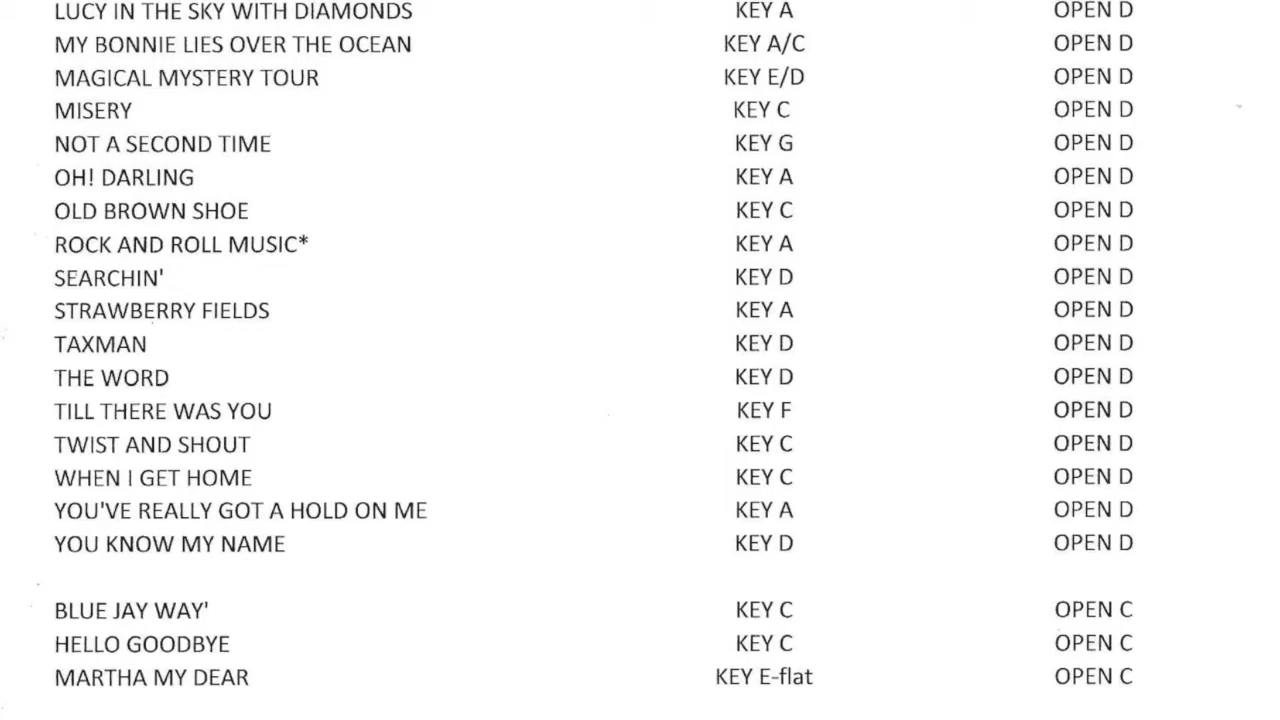 LUCY IN THE SKY WITH DIAMONDS KEY A OPEN D
MY BONNIE LIES OVER THE OCEAN KEY A/C OPEN D
MAGICAL MYSTERY TOUR KEY E/D OPEN D
MISERY KEY C OPEN D
NOT A SECOND TIME KEY G OPEN D
OH! DARLING KEY A OPEN D
OLD BROWN SHOE KEY C OPEN D
ROCK AND ROLL MUSIC* KEY A OPEN D
SEARCHIN' KEY D OPEN D
STRAWBERRY FIELDS KEY A OPEN D
TAXMAN KEY D OPEN D
THE WORD KEY D OPEN D
TILL THERE WAS YOU KEY F OPEN D
TWIST AND SHOUT KEY C OPEN D
WHEN I GET HOME KEY C OPEN D
YOU'VE REALLY GOT A HOLD ON ME KEY A OPEN D
YOU KNOW MY NAME KEY D OPEN D
BLUE JAY WAY' KEY C OPEN C
HELLO GOODBYE KEY C OPEN C
MARTHA MY DEAR KEY E-flat OPEN C